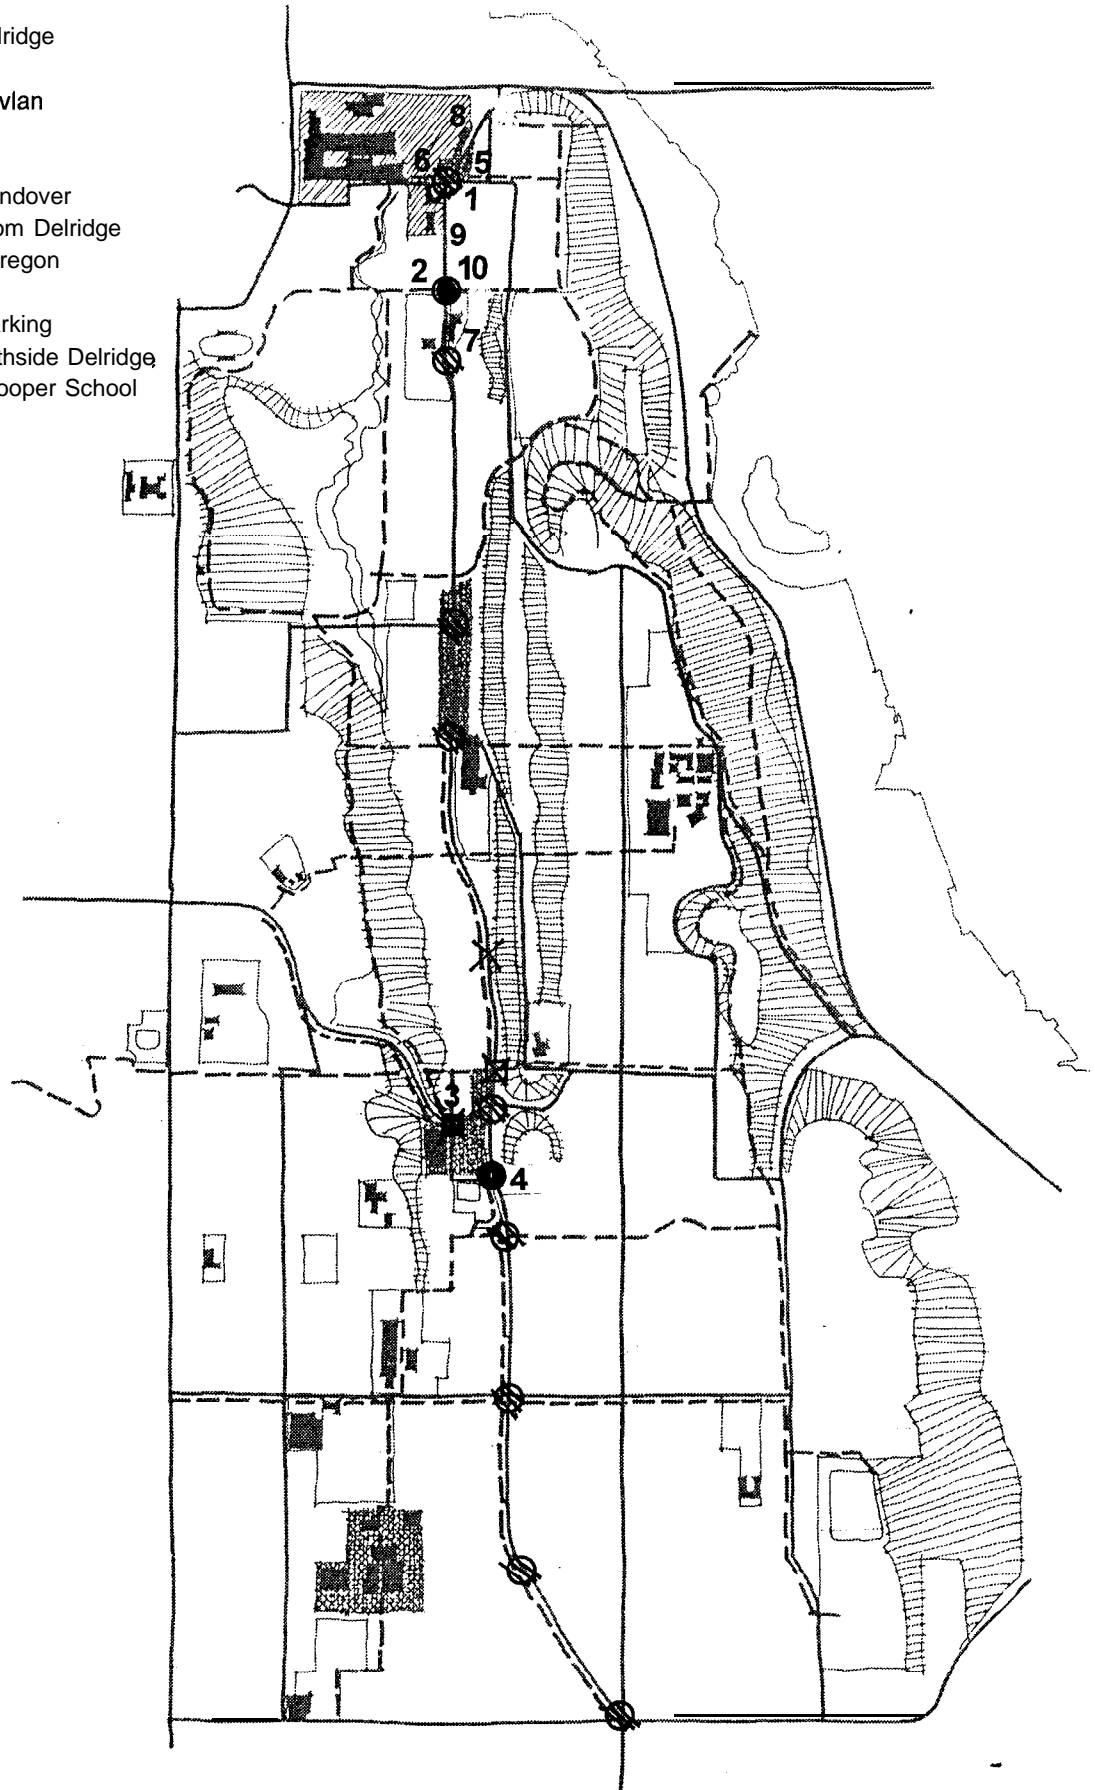 lridge
vlan
ndover
om Delridge
regon
rking
thside Delridge,
ooper School
8
6 5
1
9
2 10
7
3
4